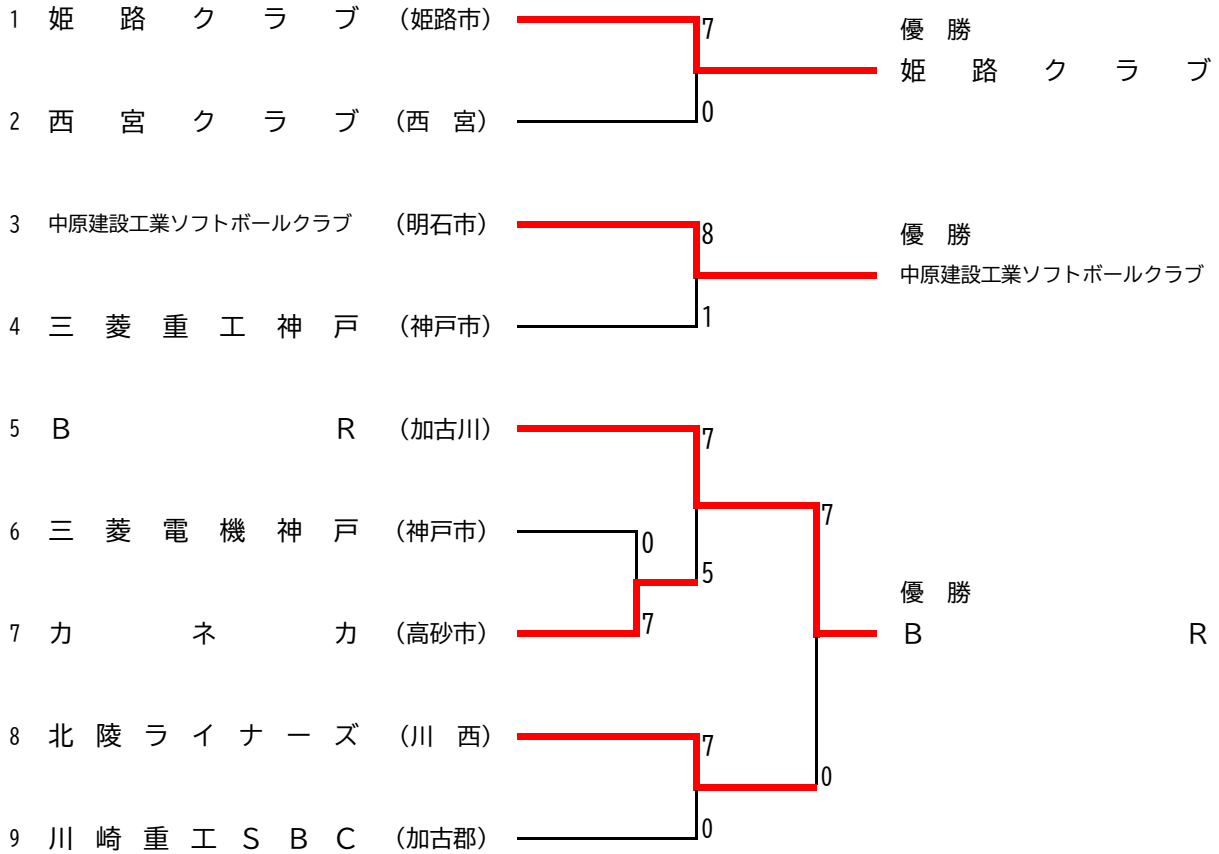 1 姫路クラブ (姫路市) 7 優勝
姫路クラブ
2 西宮クラブ (西宮) 0
3 中原建設工業ソフトボールクラブ (明石市) 8 優勝
中原建設工業ソフトボールクラブ
4 三菱重工神戸 (神戸市) 1
5 BR (加古川) 7
7
6 三菱電機神戸 (神戸市) 0
5
優勝
7 カネカ (高砂市) 7 BR
8 北陵ライナーズ (川西) 7
0
9 川崎重工SBC (加古郡) 0